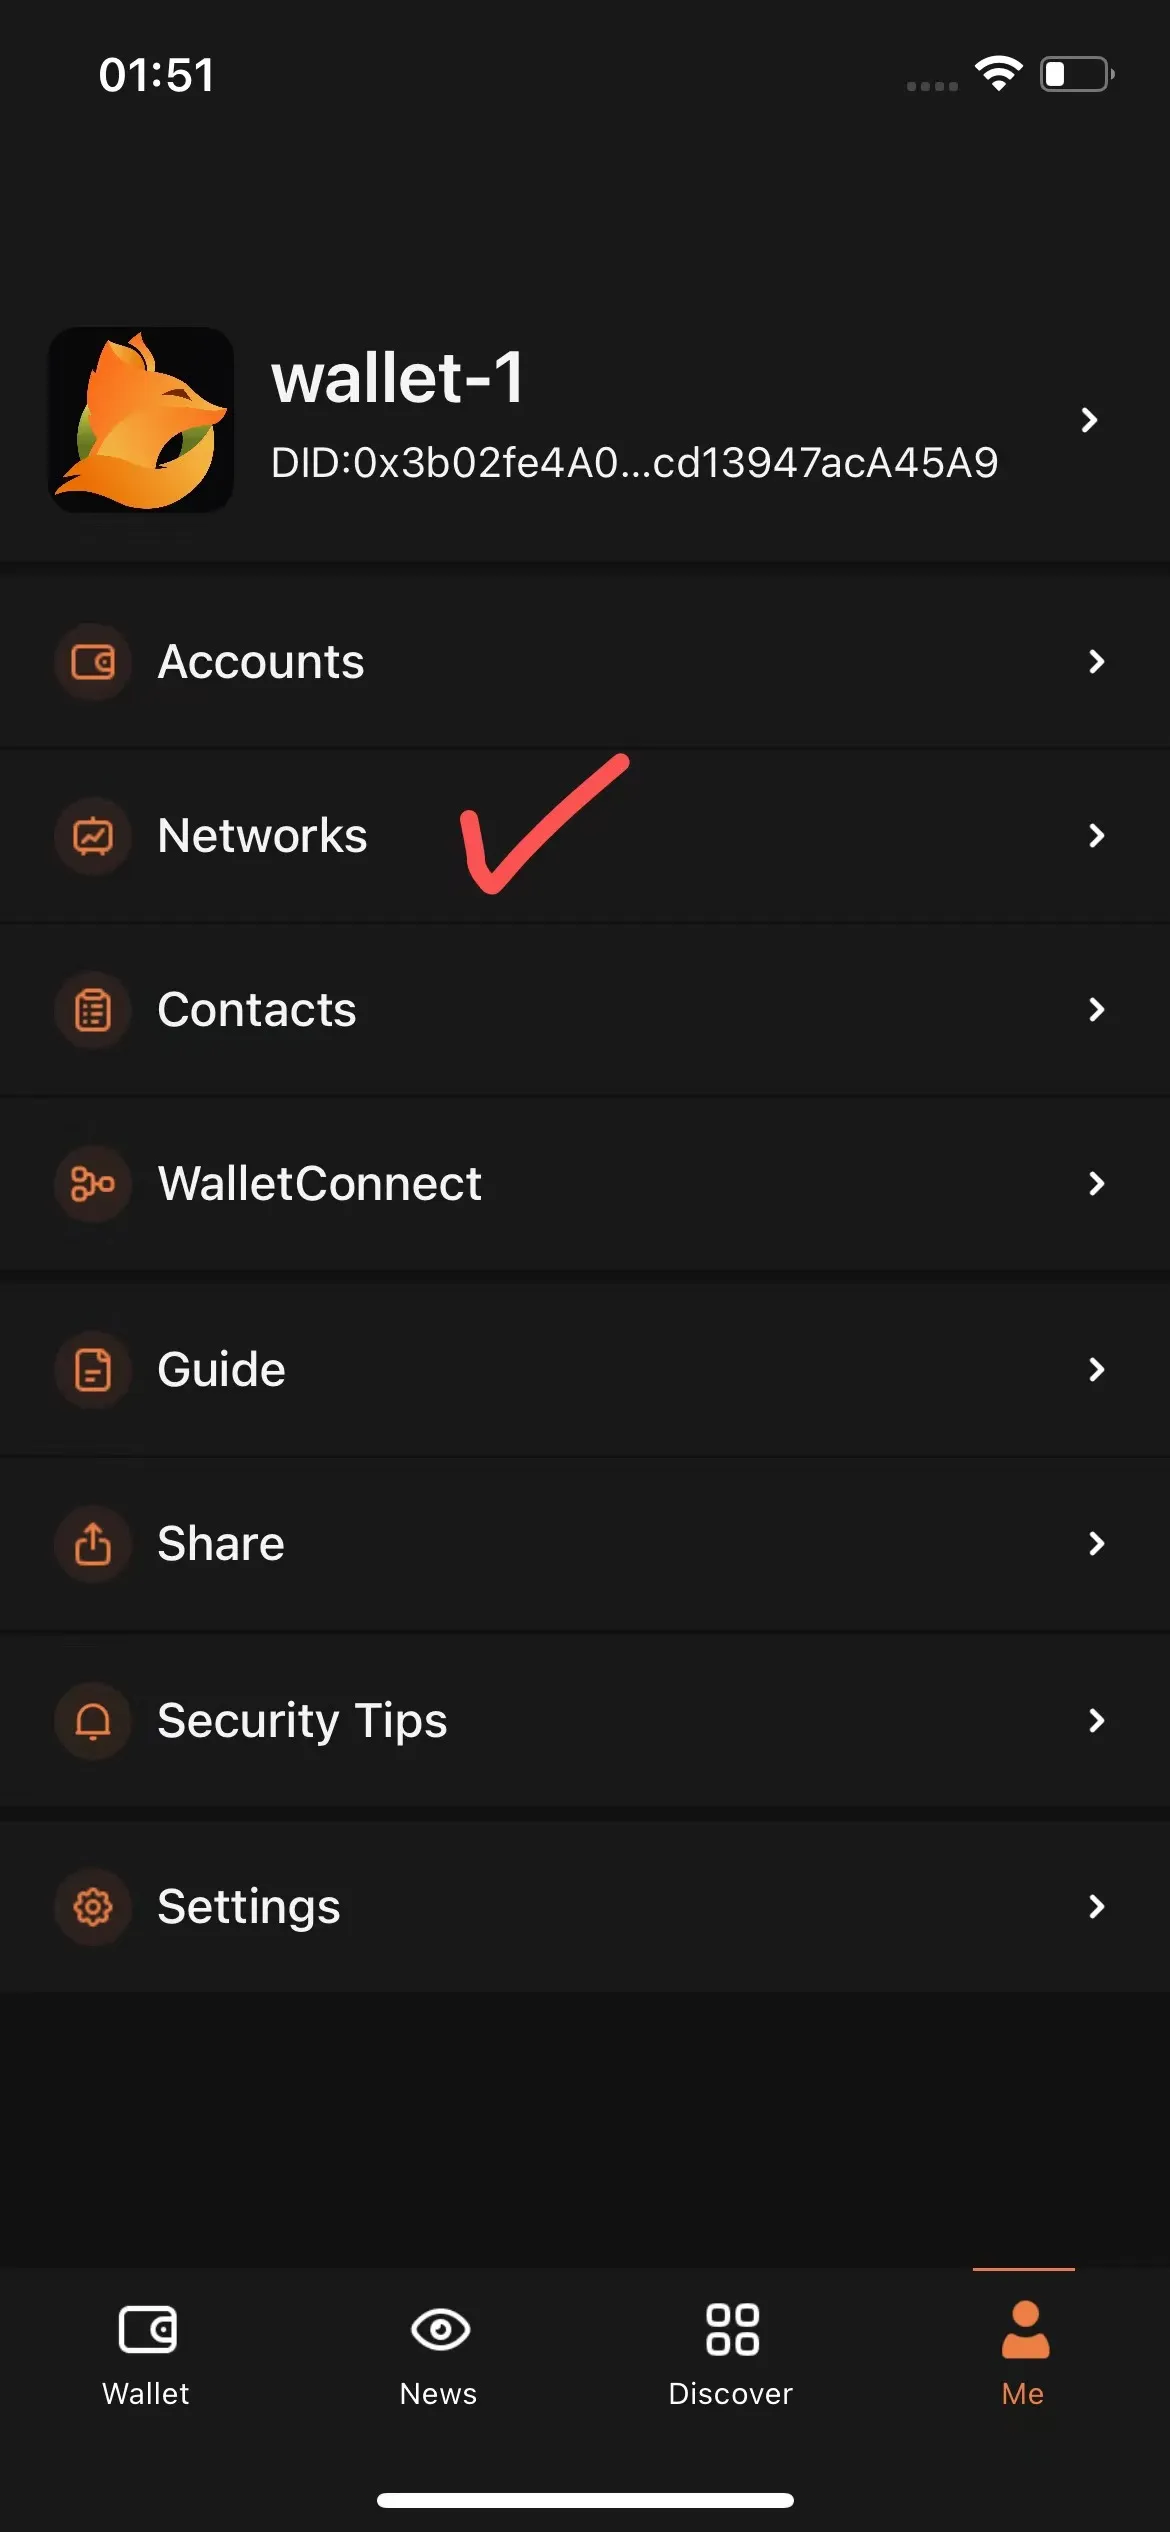 01:51
wallet-1
DID:0x3b02fe4A0...cd13947acA45A9
Accounts
Networks
Contacts
WalletConnect
Guide
Share
Security Tips
Settings
Wallet
News
Discover
Me